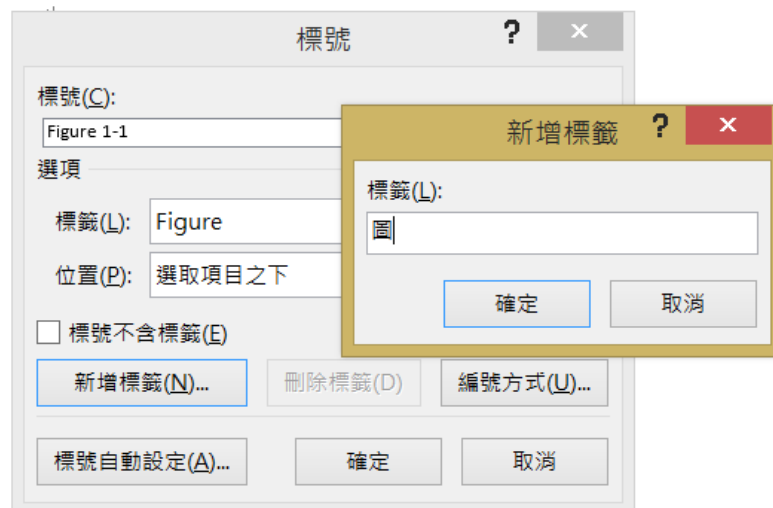 標號
?
×
標號(C):
Figure 1-1
選項
標籤(L): Figure
位置(P): 選取項目之下
標號不含標籤(E)
新增標籤(N)... 刪除標籤(D) 編號方式(U)...
標號自動設定(A)... 確定 取消
新增標籤
?
×
標籤(L):
圖
確定 取消